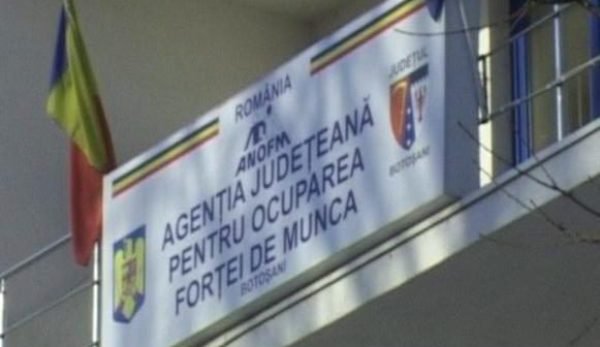 ROMÂNIA
ANOFM
AGENȚIA JUDEȚEANĂ
PENTRU OCUPAREA
FORȚEI DE MUNCA
BOTOȘANI
JUDEȚUL
BOTOȘANI